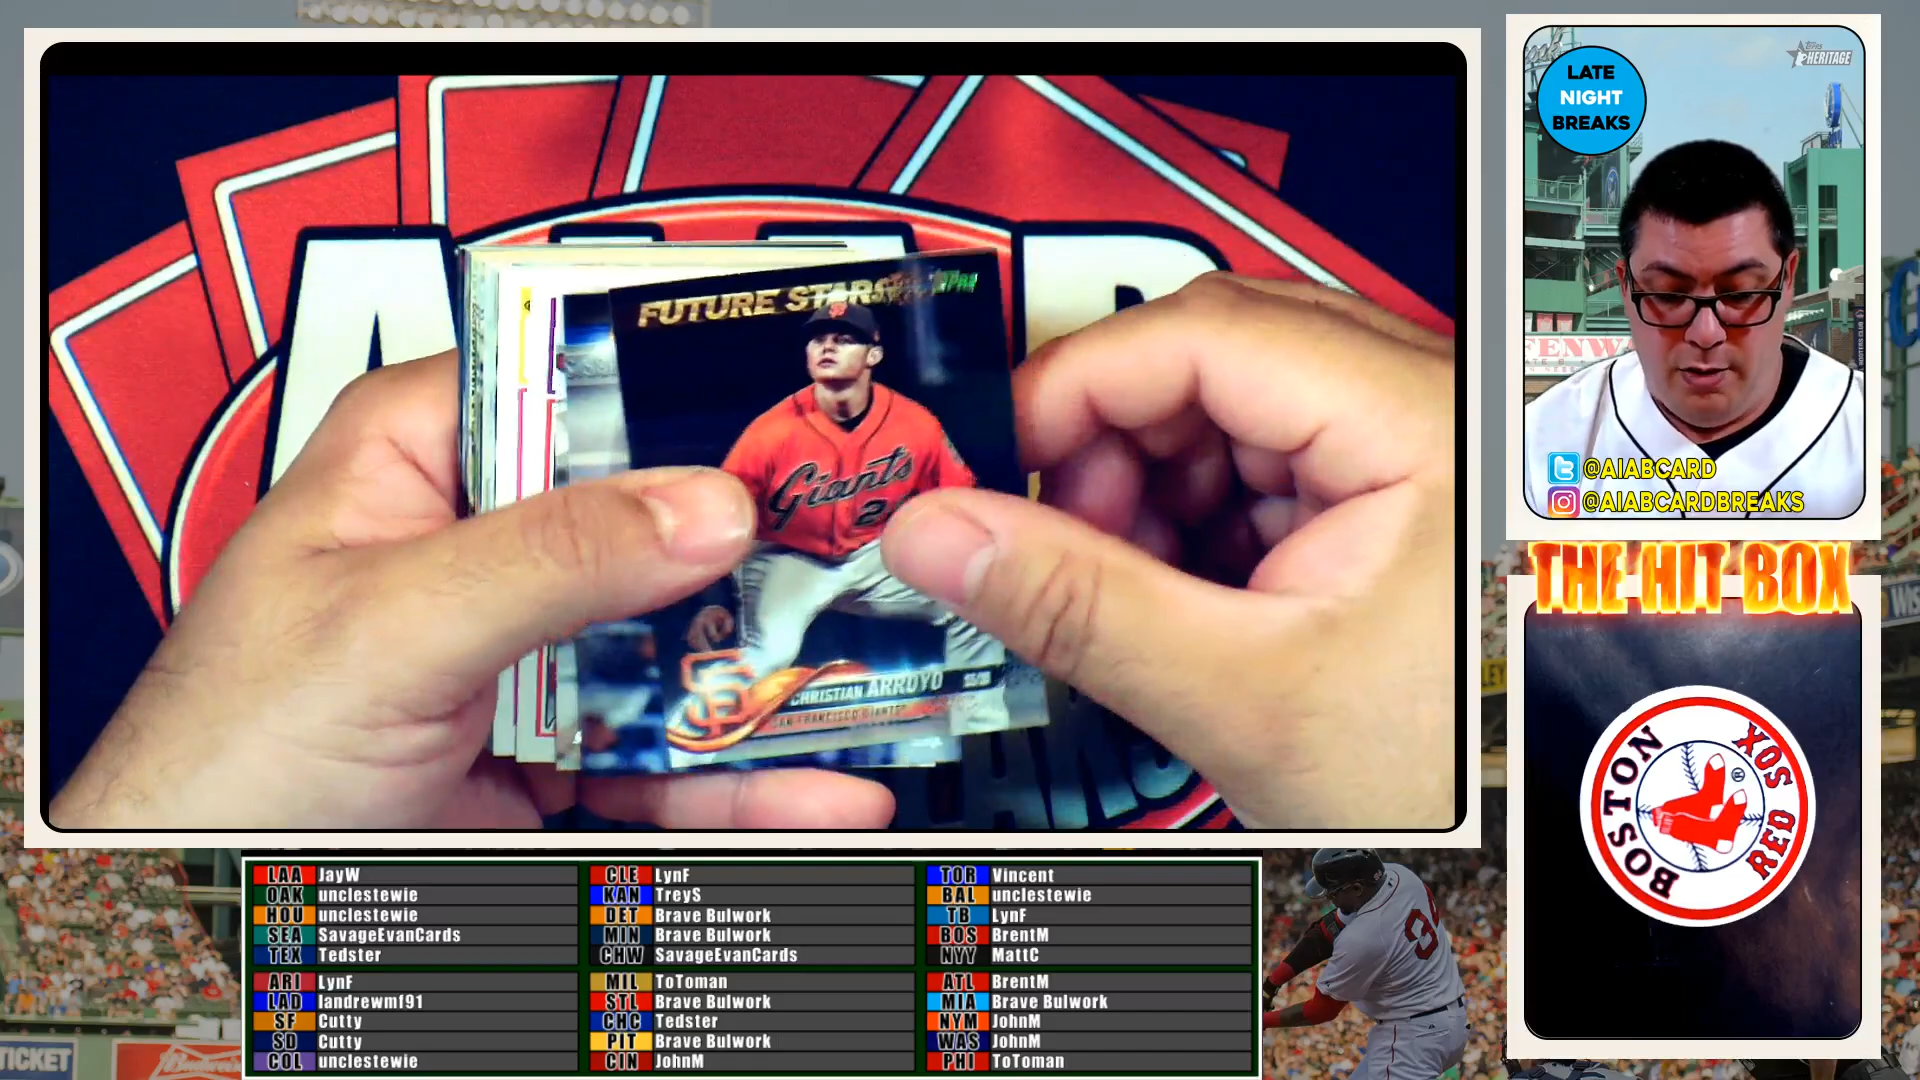 FUTURE STARS
Giants
CHRISTIAN ARROYO
SAN FRANCISCO GIANTS
LATE
NIGHT
BREAKS
TOPPS
HERITAGE
@AIABCARD
@AIABCARDBREAKS
THE HIT BOX
BOSTON
RED SOX
LAA JayW
OAK unclestewie
HOU unclestewie
SEA SavageEvanCards
TEX Tedster
ARI LynF
LAD landrewmf91
SF Cutty
SD Cutty
COL unclestewie
CLE LynF
KAN TreyS
DET Brave Bulwork
MIN Brave Bulwork
CHW SavageEvanCards
MIL ToToman
STL Brave Bulwork
CHC Tedster
PIT Brave Bulwork
CIN JohnM
TOR Vincent
BAL unclestewie
TB LynF
BOS BrentM
NYY MattC
ATL BrentM
MIA Brave Bulwork
NYM JohnM
WAS JohnM
PHI ToToman
TICKET
34